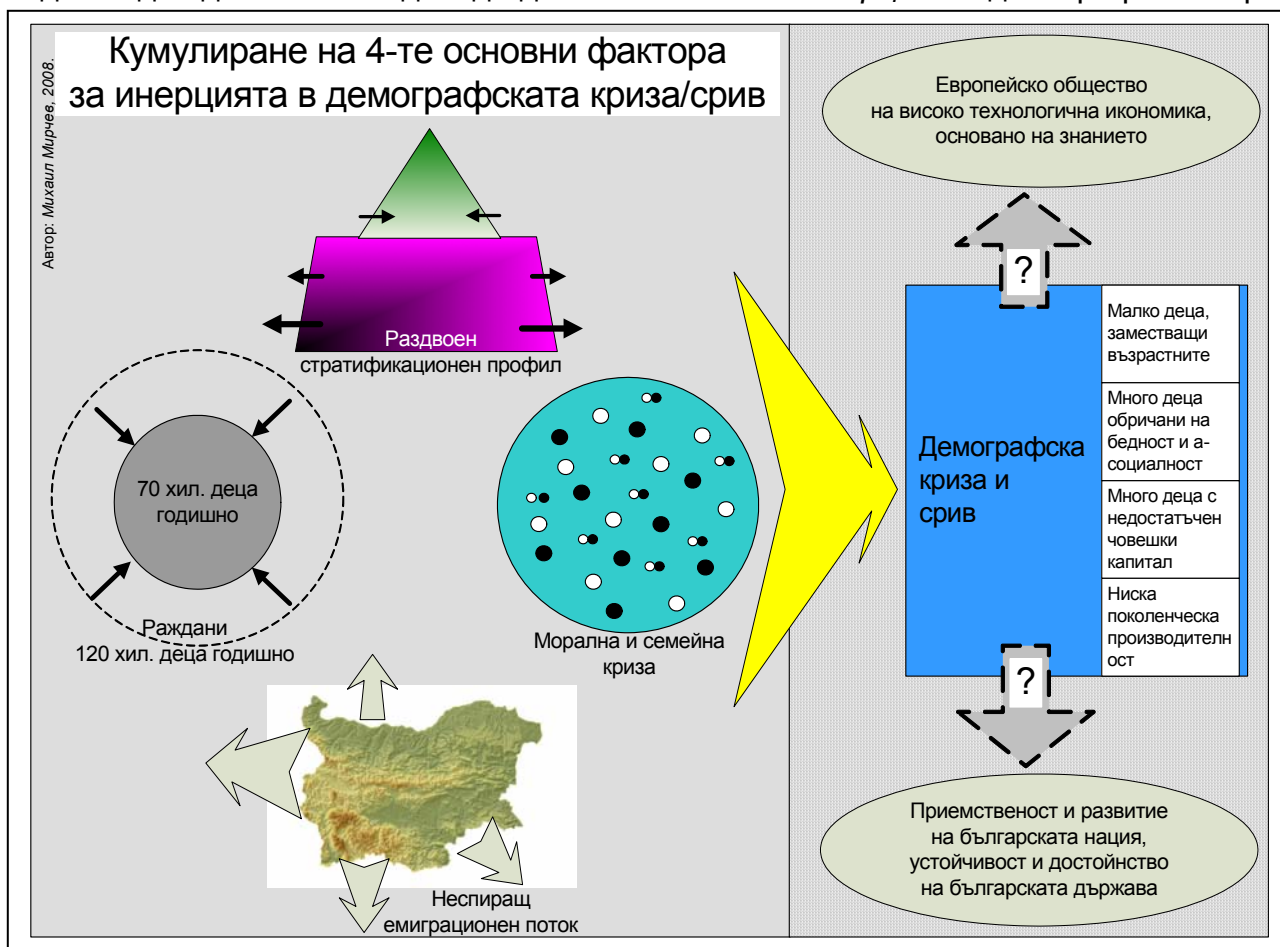 Кумулиране на 4-те основни фактора
за инерцията в демографската криза/срив
Автор: Михаил Мирчев, 2008.
Раздвоен
стратификационен профил
70 хил. деца
годишно
Раждани
120 хил. деца годишно
Морална и семейна
криза
Неспиращ
емиграционен поток
Европейско общество
на високо технологична икономика,
основано на знанието
?
Демографска
криза и
срив
Малко деца,
заместващи
възрастните
Много деца
обричани на
бедност и а-
социалност
Много деца с
недостатъчен
човешки
капитал
Ниска
поколенческа
производителн
ост
?
Приемственост и развитие
на българската нация,
устойчивост и достойнство
на българската държава